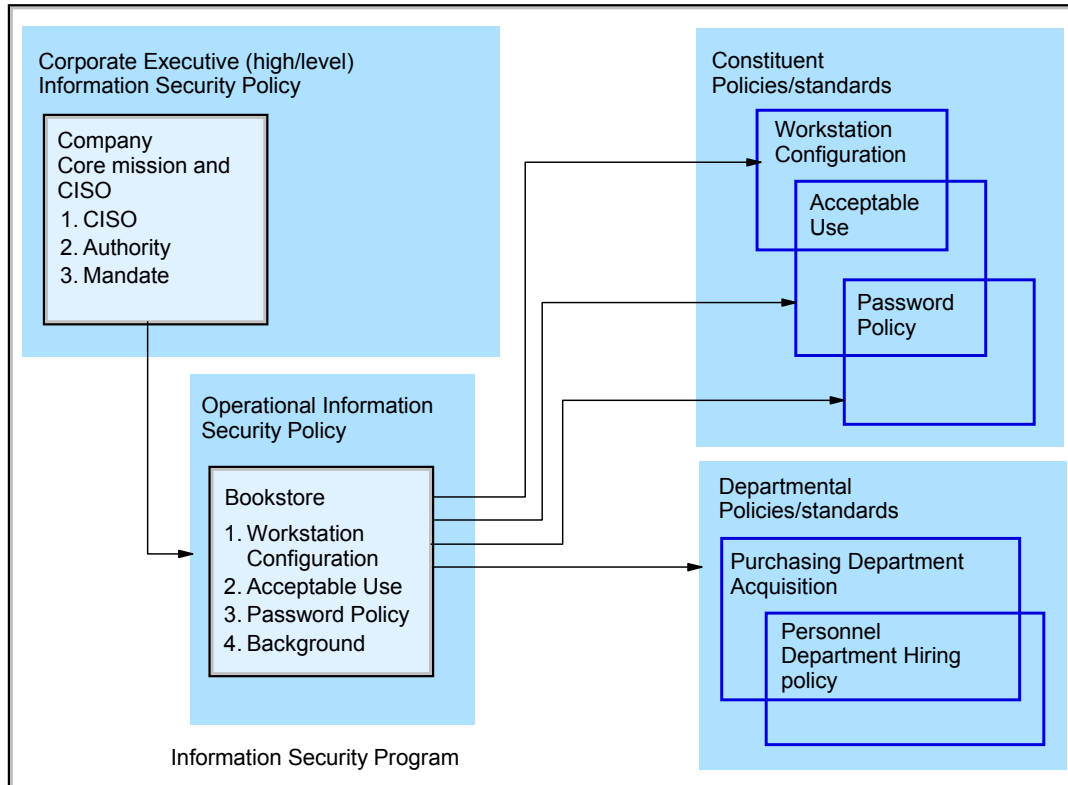 Corporate Executive (high/level)
Information Security Policy
Company
Core mission and
CISO
1. CISO
2. Authority
3. Mandate
Operational Information
Security Policy
Bookstore
1. Workstation
Configuration
2. Acceptable Use
3. Password Policy
4. Background
Information Security Program
Constituent
Policies/standards
Workstation
Configuration
Acceptable
Use
Password
Policy
Departmental
Policies/standards
Purchasing Department
Acquisition
Personnel
Department Hiring
policy